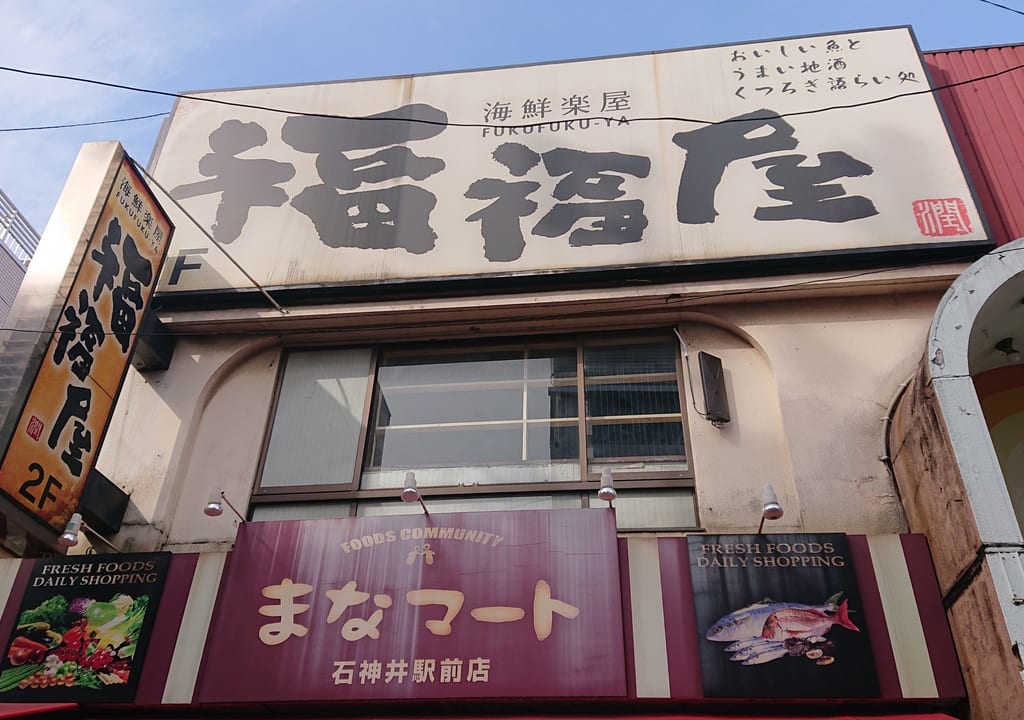 おいしい魚と
うまい地酒
くつろぎ語らい処
海鮮楽屋
FUKUFUKU-YA
福福屋
潤
F
海鮮楽屋
FUKUFUKU-YA
福福屋
潤
2F
FRESH FOODS
DAILY SHOPPING
FOODS COMMUNITY
まなマート
石神井駅前店
FRESH FOODS
DAILY SHOPPING